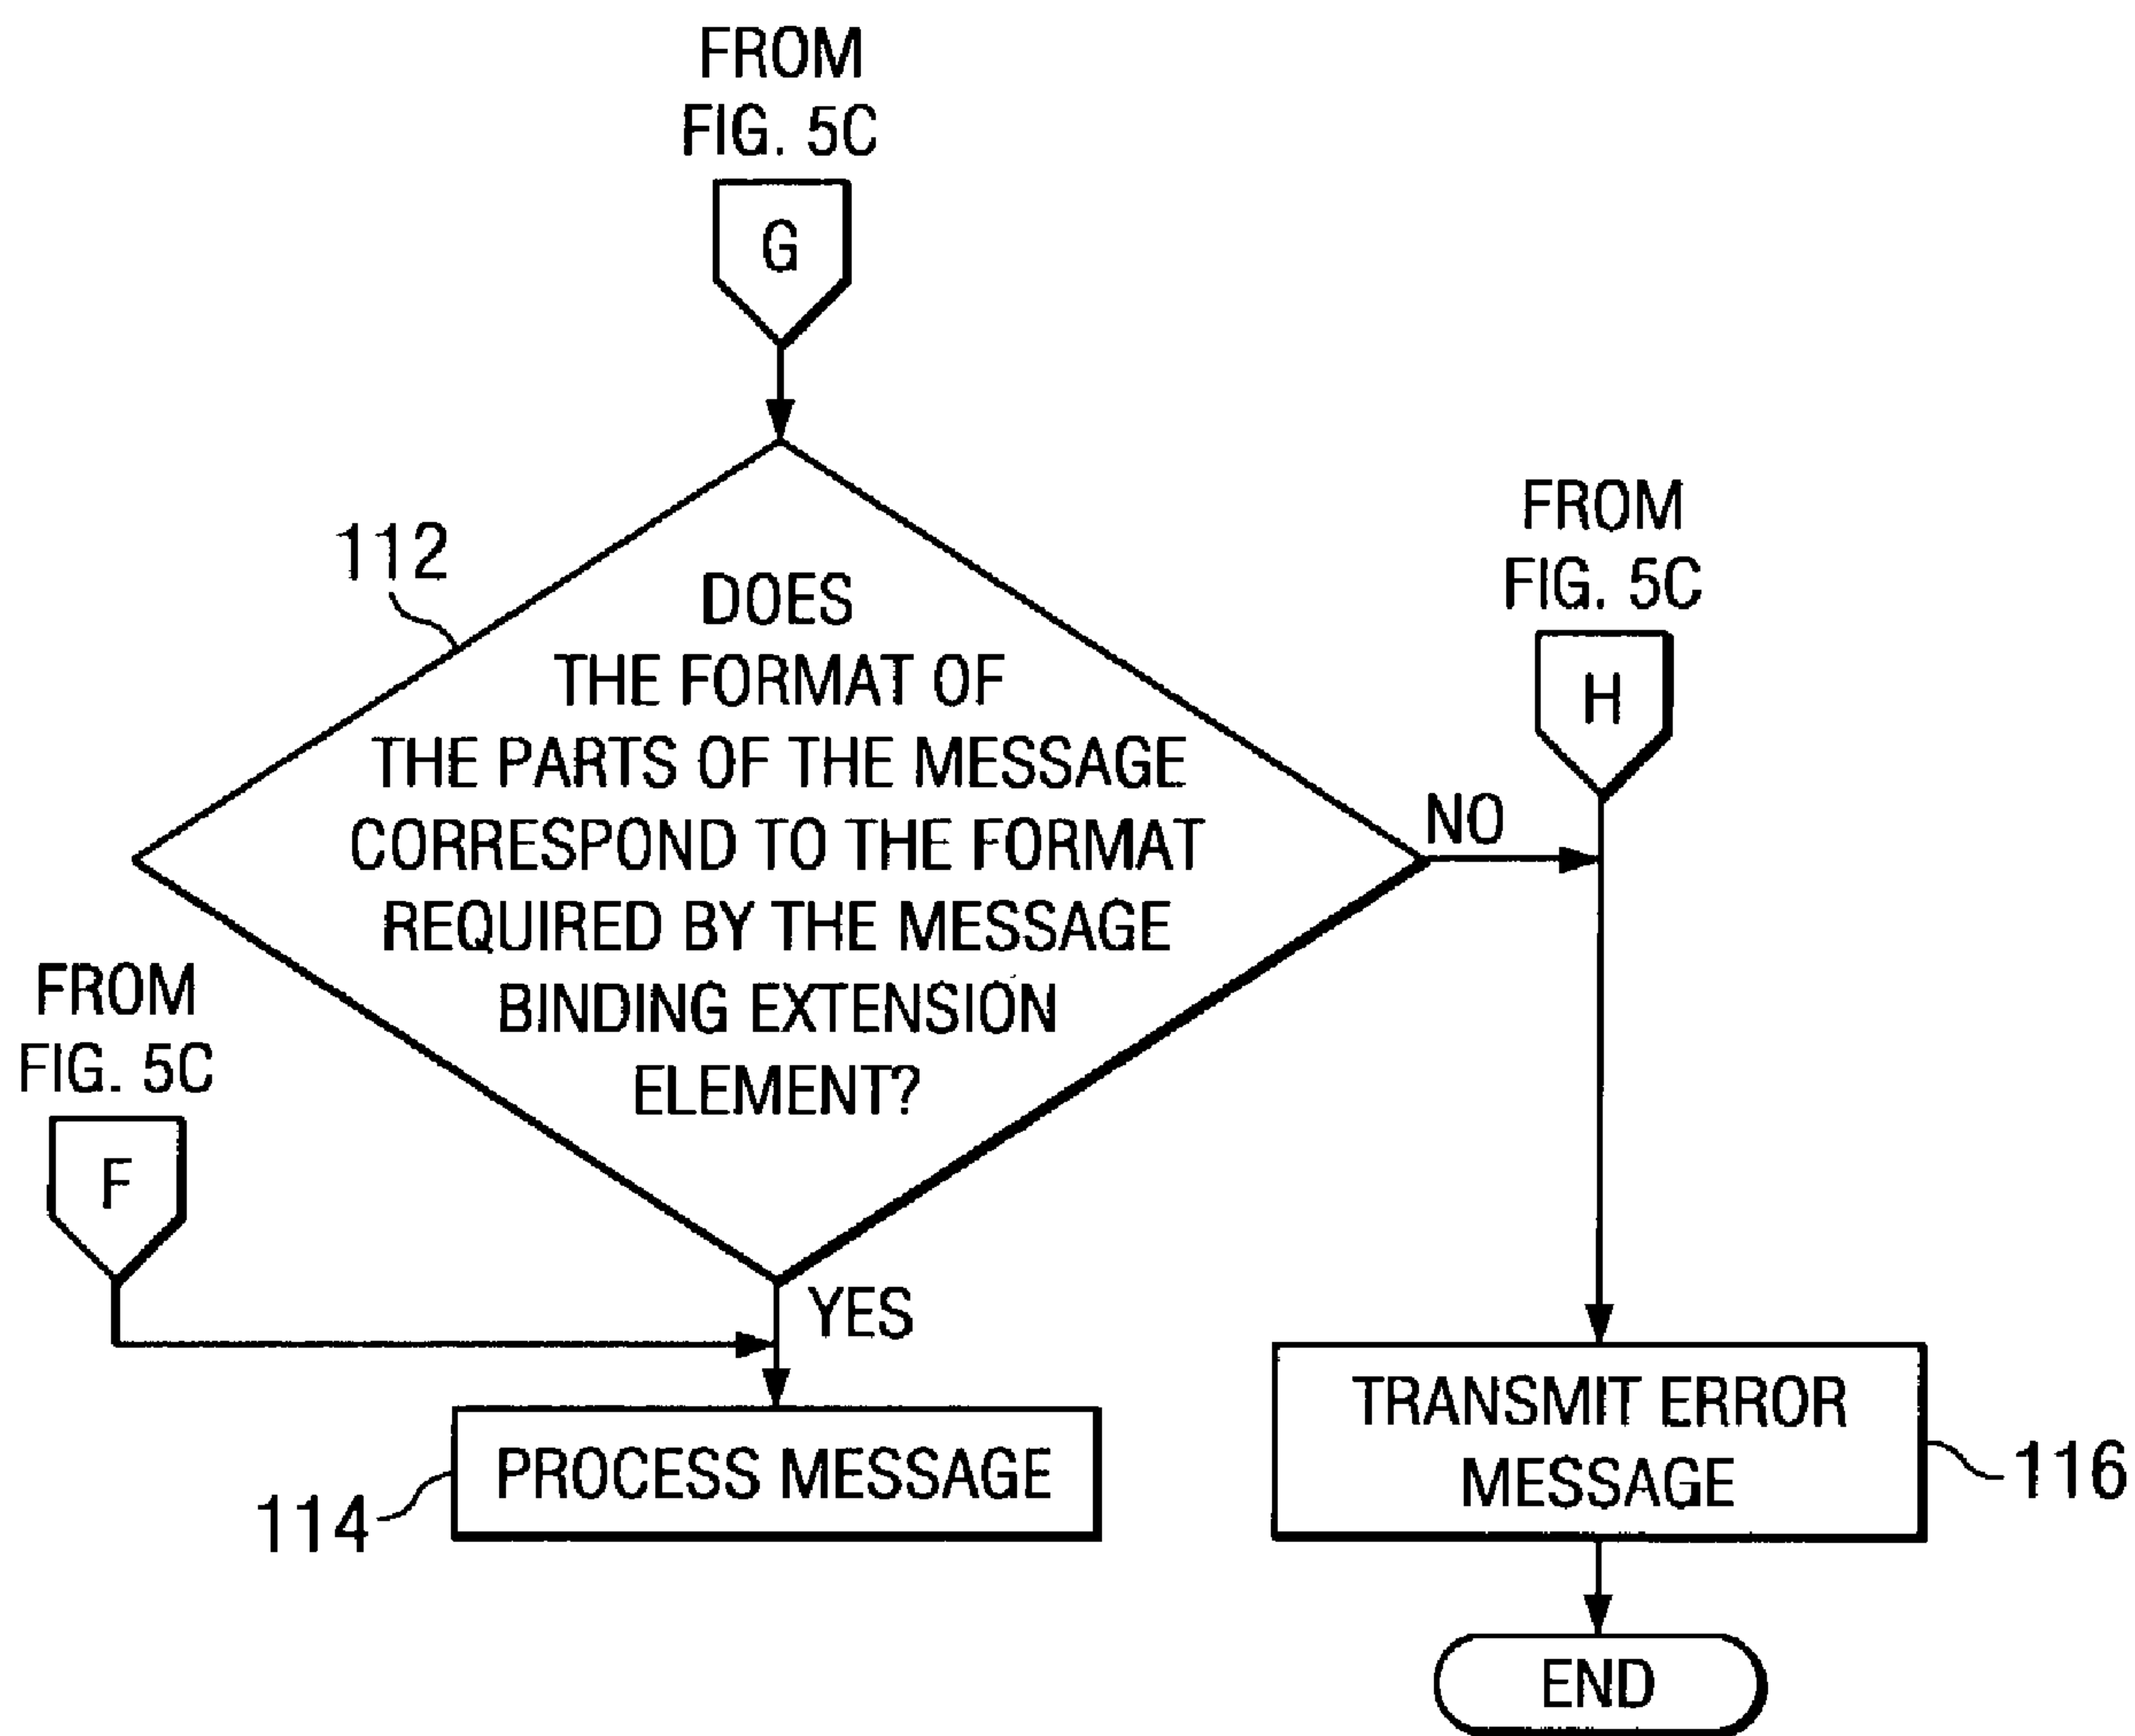 FROM
FIG. 5C
G
112
DOES
THE FORMAT OF
THE PARTS OF THE MESSAGE
CORRESPOND TO THE FORMAT
REQUIRED BY THE MESSAGE
BINDING EXTENSION
ELEMENT?
NO
FROM
FIG. 5C
H
FROM
FIG. 5C
F
YES
PROCESS MESSAGE
114
TRANSMIT ERROR
MESSAGE
116
END